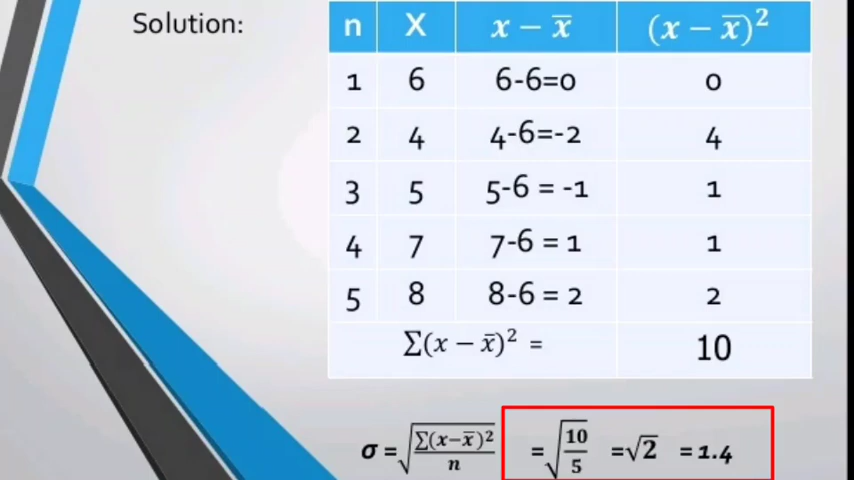 Solution:
n X x − x̄ (x − x̄)²
1 6 6-6=0 0
2 4 4-6=-2 4
3 5 5-6 = -1 1
4 7 7-6 = 1 1
5 8 8-6 = 2 2
∑(x − x̄)² = 10
σ = √(∑(x−x̄)²/n) = √(10/5) = √2 = 1.4